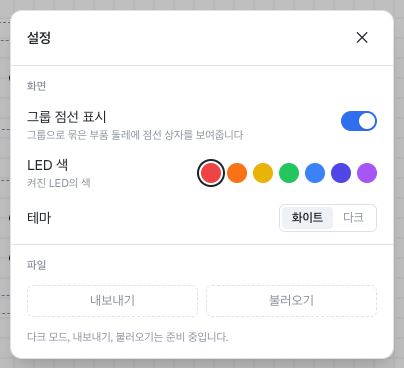 설정
화면
그룹 점선 표시
그룹으로 묶은 부품 둘레에 점선 상자를 보여줍니다
LED 색
켜진 LED의 색
테마
화이트 다크
파일
내보내기 불러오기
다크 모드, 내보내기, 불러오기는 준비 중입니다.